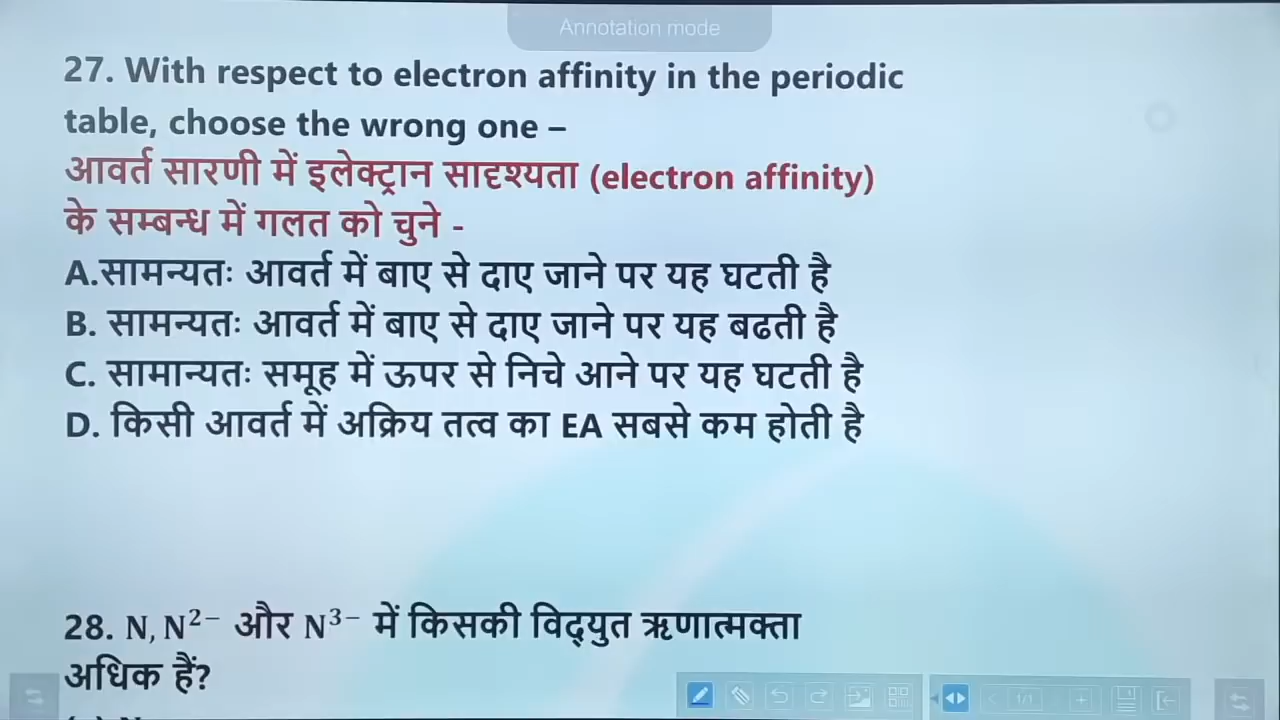 Annotation mode
27. With respect to electron affinity in the periodic
table, choose the wrong one –
आवर्त सारणी में इलेक्ट्रान सादृश्यता (electron affinity)
के सम्बन्ध में गलत को चुने -
A.सामन्यतः आवर्त में बाए से दाए जाने पर यह घटती है
B. सामन्यतः आवर्त में बाए से दाए जाने पर यह बढती है
C. सामान्यतः समूह में ऊपर से निचे आने पर यह घटती है
D. किसी आवर्त में अक्रिय तत्व का EA सबसे कम होती है
28. N, N²⁻ और N³⁻ में किसकी विद्युत ऋणात्मक्ता
अधिक हैं?
1/1